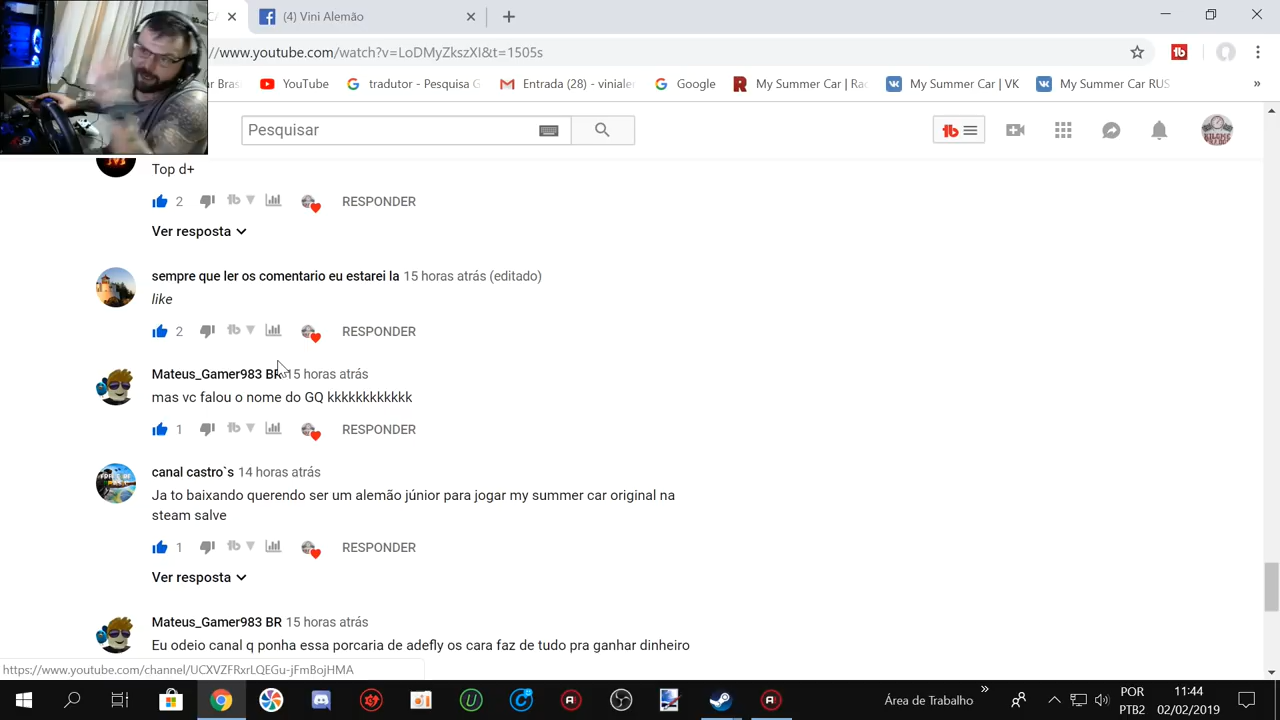 (4) Vini Alemão
//www.youtube.com/watch?v=LoDMyZkszXI&t=1505s
YouTube
tradutor - Pesquisa G
Entrada (28) - viniale
Google
My Summer Car | Ra
My Summer Car | VK
My Summer Car RUS
»
Pesquisar
Top d+
2
RESPONDER
Ver resposta
sempre que ler os comentario eu estarei la 15 horas atrás (editado)
like
2
RESPONDER
Mateus_Gamer983 BR 15 horas atrás
mas vc falou o nome do GQ kkkkkkkkkkkk
1
RESPONDER
canal castro`s 14 horas atrás
Ja to baixando querendo ser um alemão júnior para jogar my summer car original na
steam salve
1
RESPONDER
Ver resposta
Mateus_Gamer983 BR 15 horas atrás
Eu odeio canal q ponha essa porcaria de adefly os cara faz de tudo pra ganhar dinheiro
https://www.youtube.com/channel/UCXVZFRxrLQEGu-jFmBojHMA
Área de Trabalho
»
POR
PTB2
11:44
02/02/2019